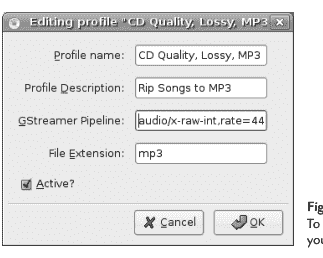 Editing profile "CD Quality, Lossy, MP3
Profile name: CD Quality, Lossy, MP3
Profile Description: Rip Songs to MP3
GStreamer Pipeline: audio/x-raw-int,rate=44
File Extension: mp3
Active?
Cancel OK
Fig
To
you